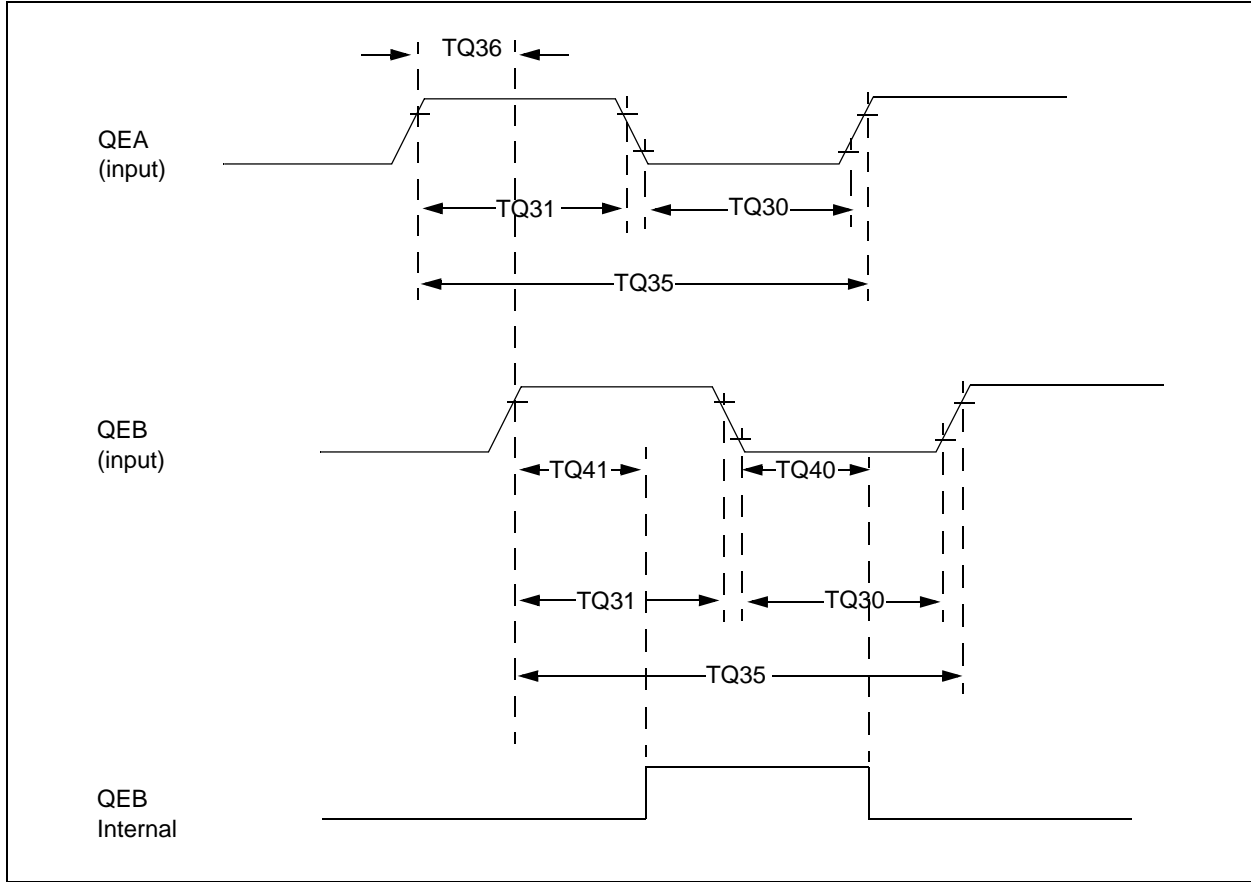 TQ36
QEA
(input)
TQ31
TQ30
TQ35
QEB
(input)
TQ41
TQ40
TQ31
TQ30
TQ35
QEB
Internal